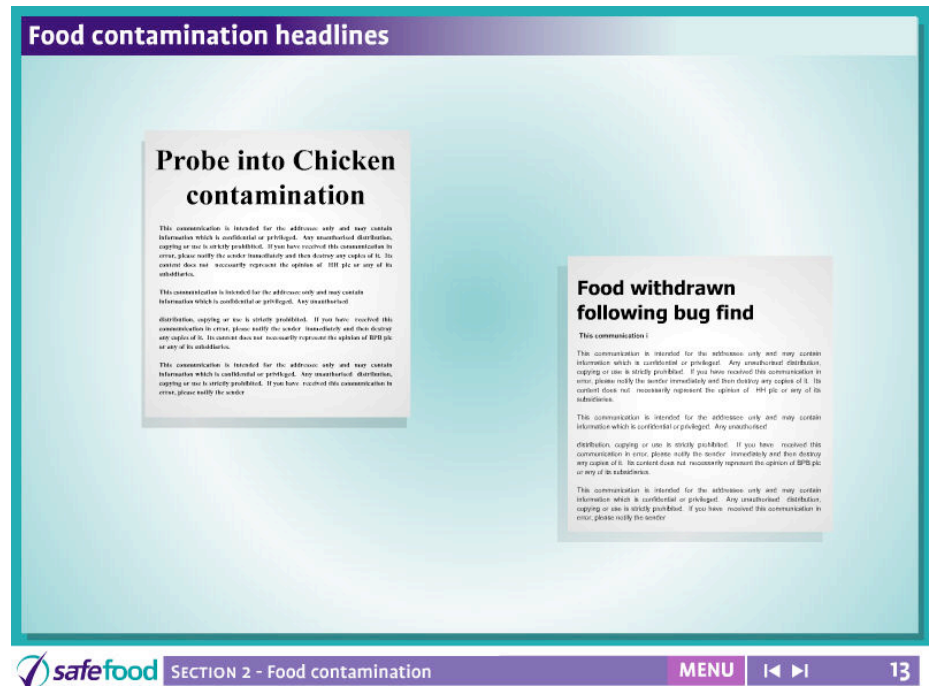 Food contamination headlines
Probe into Chicken
contamination
This communication is intended for the addressee only and may contain
information which is confidential or privileged. Any unauthorised distribution,
copying or use is strictly prohibited. If you have received this communication in
error, please notify the sender immediately and then destroy any copies of it. Its
content does not necessarily represent the opinion of HH plc or any of its
subsidiaries.
This communication is intended for the addressee only and may contain
information which is confidential or privileged. Any unauthorised
distribution, copying or use is strictly prohibited. If you have received this
communication in error, please notify the sender immediately and then destroy
any copies of it. Its content does not necessarily represent the opinion of BPB plc
or any of its subsidiaries.
This communication is intended for the addressee only and may contain
information which is confidential or privileged. Any unauthorised distribution,
copying or use is strictly prohibited. If you have received this communication in
error, please notify the sender
Food withdrawn
following bug find
This communication i
This communication is intended for the addressee only and may contain
information which is confidential or privileged. Any unauthorised distribution,
copying or use is strictly prohibited. If you have received this communication in
error, please notify the sender immediately and then destroy any copies of it. Its
content does not necessarily represent the opinion of HH plc or any of its
subsidiaries.
This communication is intended for the addressee only and may contain
information which is confidential or privileged. Any unauthorised
distribution, copying or use is strictly prohibited. If you have received this
communication in error, please notify the sender immediately and then destroy
any copies of it. Its content does not necessarily represent the opinion of BPB plc
or any of its subsidiaries.
This communication is intended for the addressee only and may contain
information which is confidential or privileged. Any unauthorised distribution,
copying or use is strictly prohibited. If you have received this communication in
error, please notify the sender
safefood SECTION 2 - Food contamination MENU 13